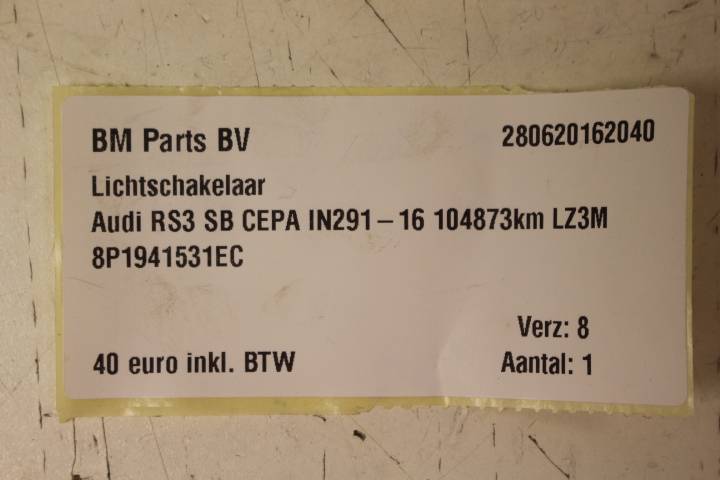 BM Parts BV 280620162040
Lichtschakelaar
Audi RS3 SB CEPA IN291-16 104873km LZ3M
8P1941531EC
Verz: 8
40 euro inkl. BTW Aantal: 1